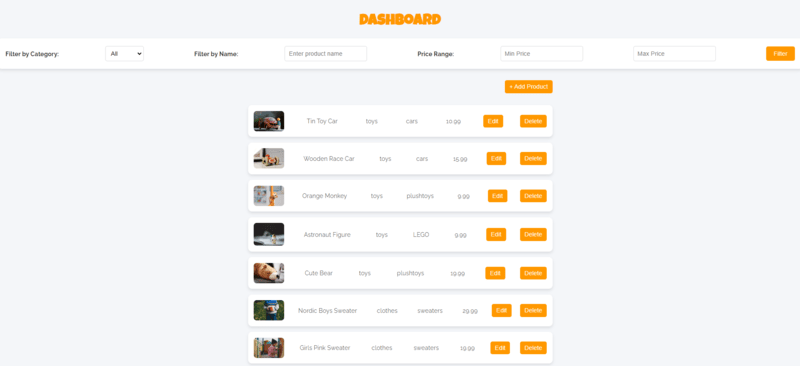 DASHBOARD
Filter by Category: All Filter by Name: Enter product name Price Range: Min Price Max Price Filter
+ Add Product
Tin Toy Car toys cars 10.99 Edit Delete
Wooden Race Car toys cars 15.99 Edit Delete
Orange Monkey toys plushtoys 9.99 Edit Delete
Astronaut Figure toys LEGO 9.99 Edit Delete
Cute Bear toys plushtoys 19.99 Edit Delete
Nordic Boys Sweater clothes sweaters 29.99 Edit Delete
Girls Pink Sweater clothes sweaters 19.99 Edit Delete